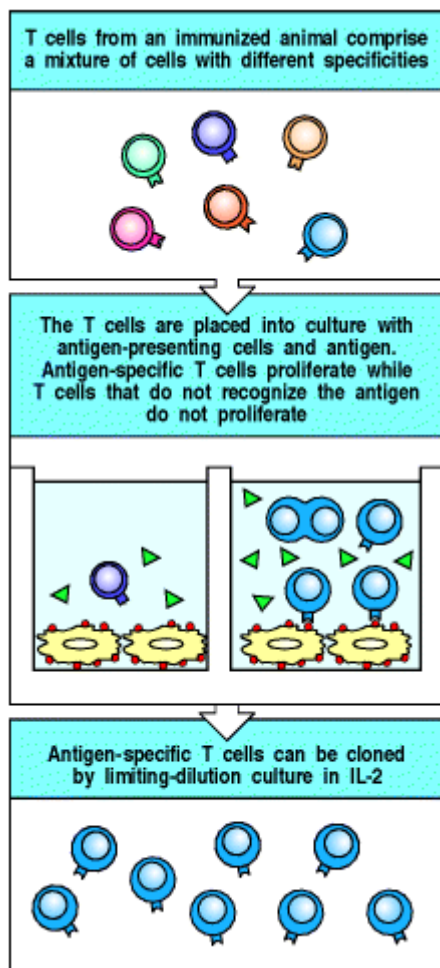 T cells from an immunized animal comprise
a mixture of cells with different specificities
The T cells are placed into culture with
antigen-presenting cells and antigen.
Antigen-specific T cells proliferate while
T cells that do not recognize the antigen
do not proliferate
Antigen-specific T cells can be cloned
by limiting-dilution culture in IL-2